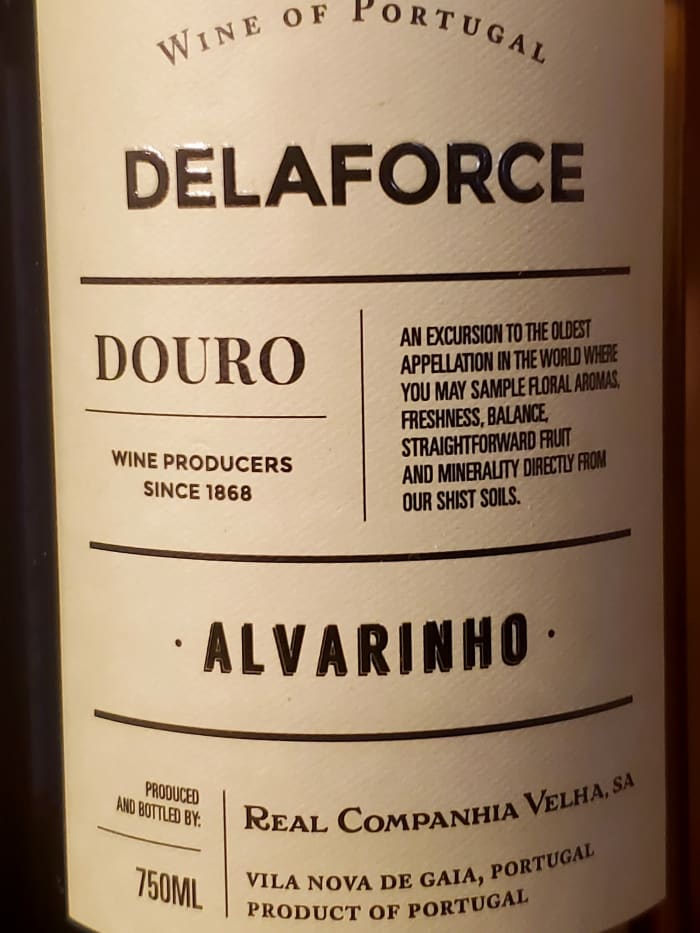 WINE OF PORTUGAL
DELAFORCE
DOURO
WINE PRODUCERS
SINCE 1868
AN EXCURSION TO THE OLDEST
APPELLATION IN THE WORLD WHERE
YOU MAY SAMPLE FLORAL AROMAS,
FRESHNESS, BALANCE,
STRAIGHTFORWARD FRUIT
AND MINERALITY DIRECTLY FROM
OUR SHIST SOILS.
· ALVARINHO ·
PRODUCED
AND BOTTLED BY:
750ML
REAL COMPANHIA VELHA, SA
VILA NOVA DE GAIA, PORTUGAL
PRODUCT OF PORTUGAL